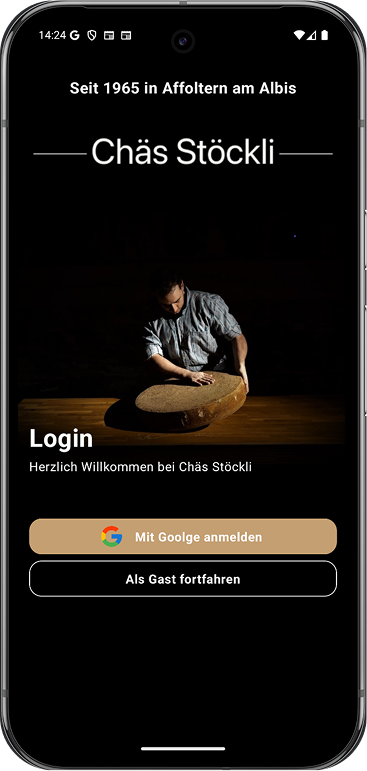 14:24
Seit 1965 in Affoltern am Albis
Chäs Stöckli
Login
Herzlich Willkommen bei Chäs Stöckli
Mit Goolge anmelden
Als Gast fortfahren